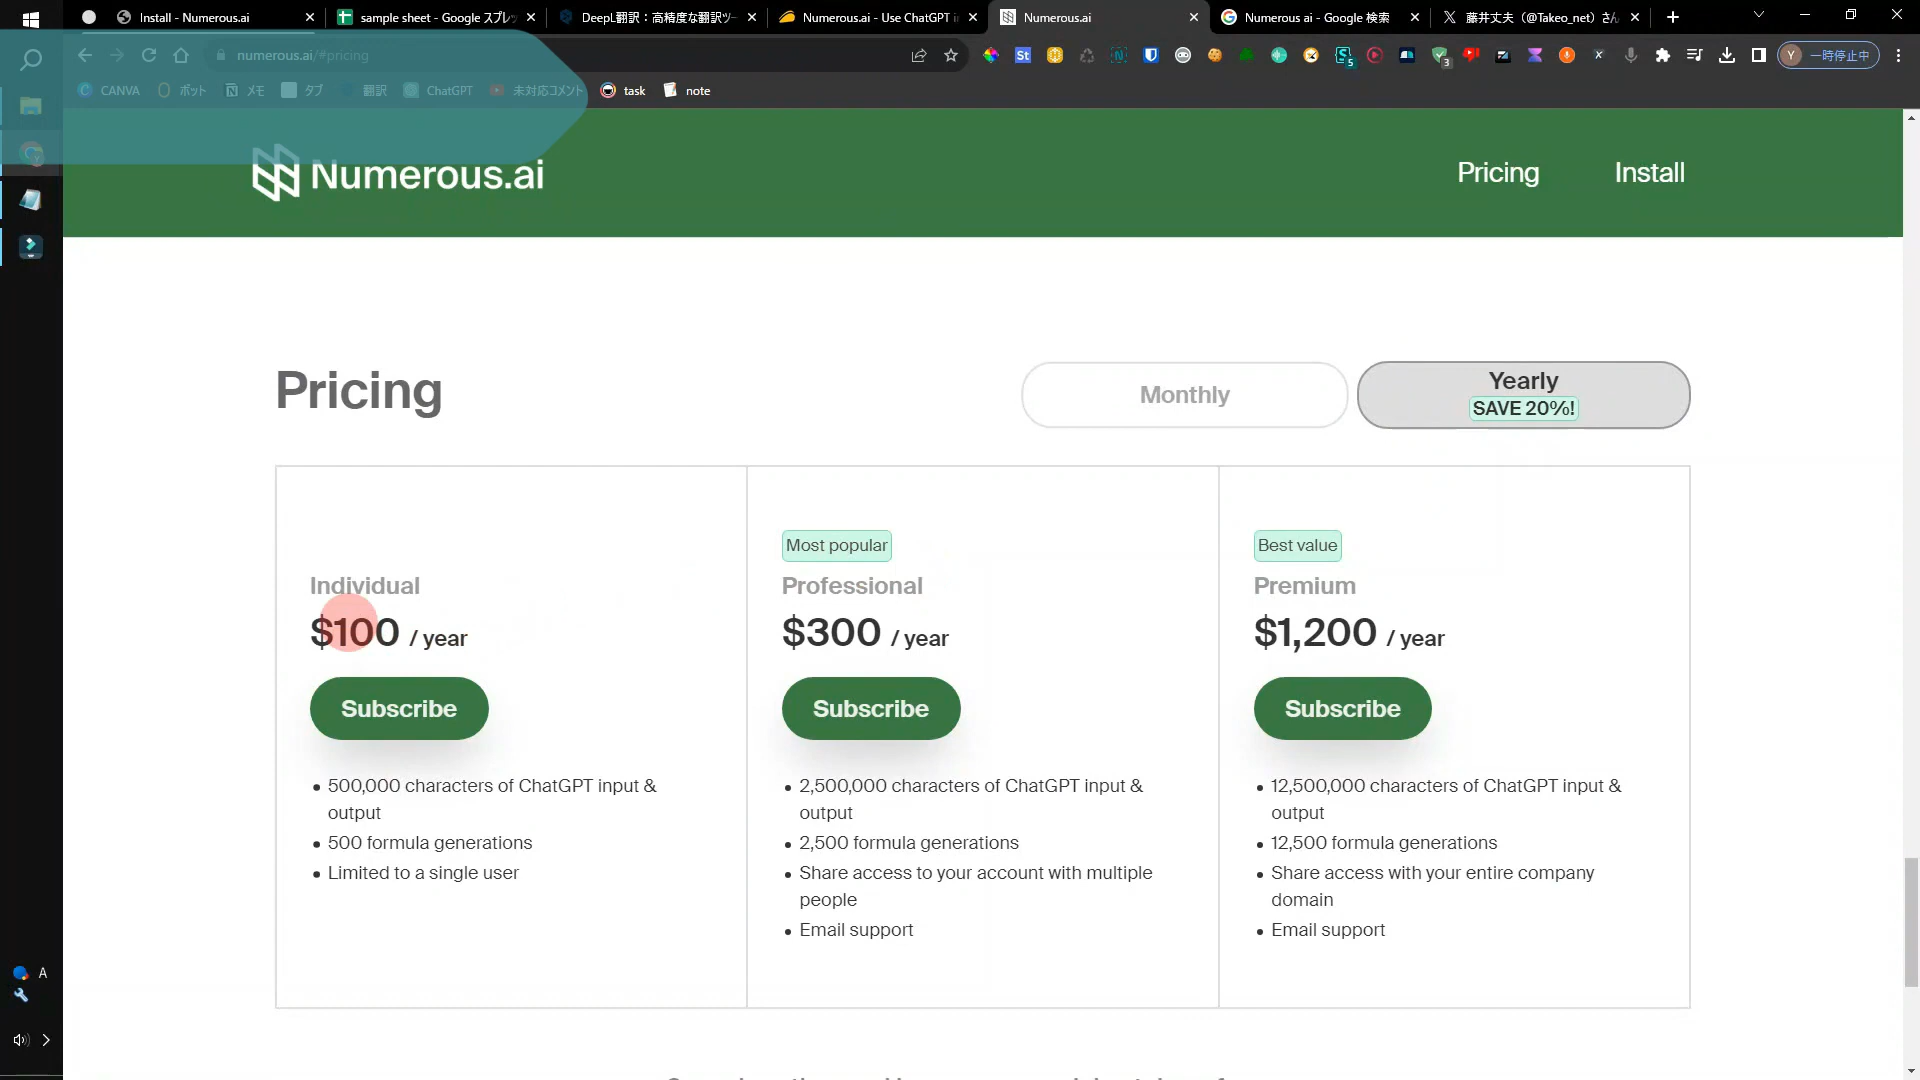 Install - Numerous.ai
sample sheet - Google スプレッ
DeepL翻訳：高精度な翻訳ツー
Numerous.ai - Use ChatGPT i
Numerous.ai
Numerous ai - Google 検索
藤井丈夫（@Takeo_net）さん
numerous.ai/#pricing
St
5
3
Y
一時停止中
CANVA
ボット
メモ
タブ
翻訳
ChatGPT
未対応コメント
task
note
Numerous.ai
Pricing
Install
Pricing
Monthly
Yearly
SAVE 20%!
Individual
$100 / year
Subscribe
• 500,000 characters of ChatGPT input &
output
• 500 formula generations
• Limited to a single user
Most popular
Professional
$300 / year
Subscribe
• 2,500,000 characters of ChatGPT input &
output
• 2,500 formula generations
• Share access to your account with multiple
people
• Email support
Best value
Premium
$1,200 / year
Subscribe
• 12,500,000 characters of ChatGPT input &
output
• 12,500 formula generations
• Share access with your entire company
domain
• Email support
A